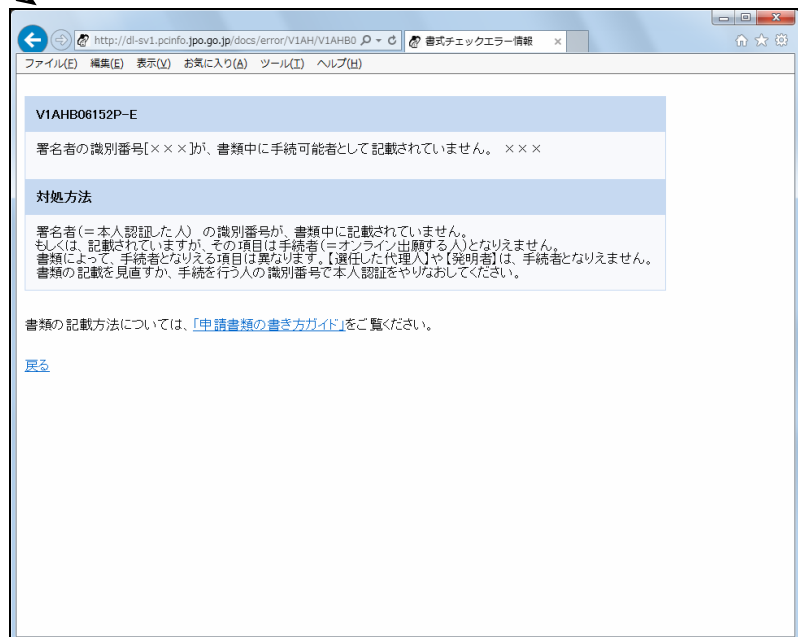 http://dl-sv1.pcinfo.jpo.go.jp/docs/error/V1AH/V1AHB0
書式チェックエラー情報
ファイル(F) 編集(E) 表示(V) お気に入り(A) ツール(T) ヘルプ(H)
V1AHB06152P-E
署名者の識別番号[×××]が、書類中に手続可能者として記載されていません。 ×××
対処方法
署名者(=本人認証した人) の識別番号が、書類中に記載されていません。
もしくは、記載されていますが、その項目は手続者(=オンライン出願する人)となりえません。
書類によって、手続者となりえる項目は異なります。【選任した代理人】や【発明者】は、手続者となりえません。
書類の記載を見直すか、手続を行う人の識別番号で本人認証をやりなおしてください。
書類の記載方法については、「申請書類の書き方ガイド」をご覧ください。
戻る